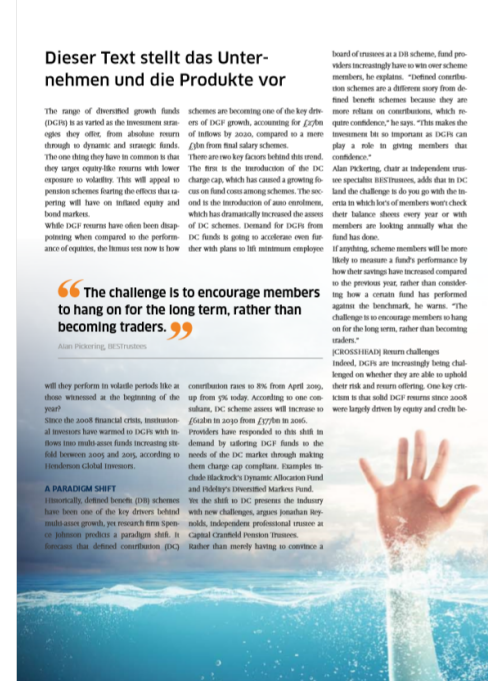 Dieser Text stellt das Unter-
nehmen und die Produkte vor
The range of diversified growth funds
(DGFs) is as varied as the investment strat-
egies they offer, from absolute return
through to dynamic and strategic funds.
The one thing they have in common is that
they target equity-like returns with lower
exposure to volatility. This will appeal to
pension schemes fearing the effects that ta-
pering will have on inflated equity and
bond markets.
While DGF returns have often been disap-
pointing when compared to the perform-
ance of equities, the litmus test now is how
will they perform in volatile periods like
those witnessed at the beginning of the
year?
Since the 2008 financial crisis, institution-
al investors have warmed to DGFs with in-
flows into multi-asset funds increasing
between 2005 and 2015, according to
Henderson Global Investors.
A PARADIGM SHIFT
Historically, defined benefit (DB) schemes
have been one of the key drivers behind
multi-asset growth, yet research firm Spen-
ce Johnson predicts a paradigm shift. It
forecasts that defined contribution (DC)
schemes are becoming one of the key driv-
ers of DGF growth, accounting for
of inflows by 2020, compared to a mere
from final salary schemes.
There are two key factors behind this trend.
The first is the introduction of the DC
charge cap, which has caused a growing fo-
cus on fund costs among schemes. The sec-
ond is the introduction of auto enrolment,
which has dramatically increased the assets
of DC schemes. Demand for DGFs from
DC funds is going to accelerate even fur-
ther with plans to lift minimum employee
“The challenge is to encourage members
to hang on for the long term, rather than
becoming traders.”
Alan Pickering, BESTrustees
contribution rates to 8% from April 2019,
up from 5% today. According to one con-
sultant, DC scheme assets will increase to
in 2030 from in 2016.
Providers have responded to this shift in
demand by tailoring DGF funds to the
needs of the DC market through making
them charge cap compliant. Examples in-
clude Blackrock's Dynamic Allocation Fund
and Fidelity's Diversified Markets Fund.
Yet the shift to DC presents the industry
with new challenges, argues Jonathan Rey-
nolds, independent professional trustee at
Capital Cranfield Pension Trustees.
Rather than merely having to convince a
board of trustees at a DB scheme, fund pro-
viders increasingly have to win over scheme
members, he explains. "Defined contribu-
tion schemes are a different story from de-
fined benefit schemes because they are
more reliant on contributions, which re-
quire confidence," he says. "This makes the
investment bit so important as DGFs can
play a role in giving members that
confidence."
Alan Pickering, chair at independent trus-
tee specialist BESTrustees, adds that in DC
land the challenge is do you go with the in-
ertia in which lot's of members won't check
their balance sheets every year or with
members are looking annually what the
fund has done.
If anything, scheme members will be more
likely to measure a fund's performance by
how their savings have increased compared
to the previous year, rather than consider-
ing how a certain fund has performed
against the benchmark, he warns. "The
challenge is to encourage members to hang
on for the long term, rather than becoming
traders."
[CROSSHEAD] Return challenges
Indeed, DGFs are increasingly being chal-
lenged on whether they are able to uphold
their risk and return offering. One key crit-
icism is that solid DGF returns since 2008
were largely driven by equity and credit be-